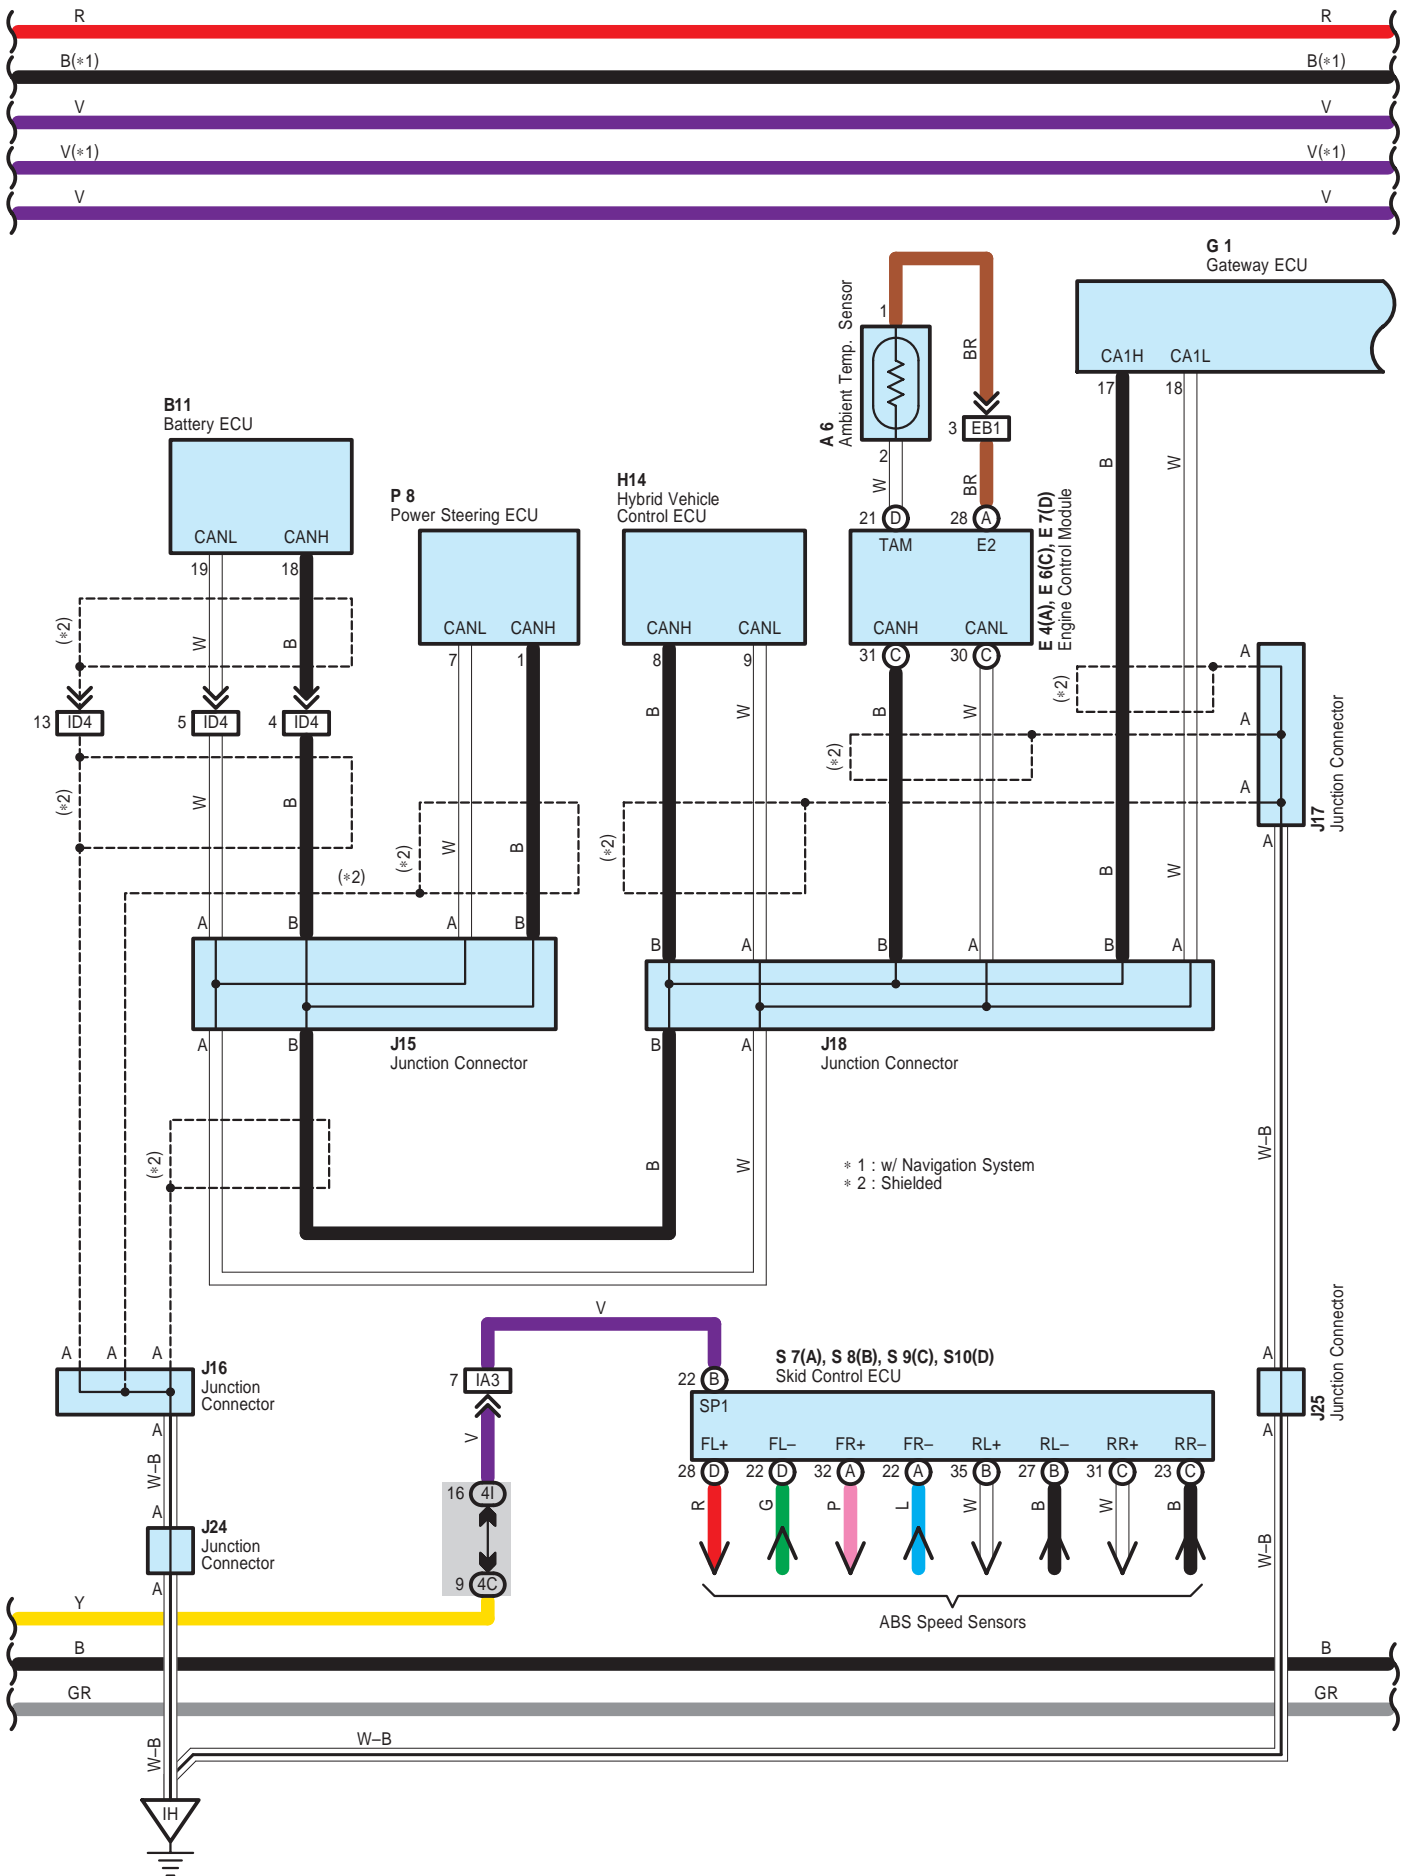 R R
B(*1) B(*1)
V V
V(*1) V(*1)
V V
G 1
Gateway ECU
CA1H CA1L
17 18
1
A 6
Ambient Temp. Sensor
BR
3 EB1
2
W BR
21 D 28 A
TAM E2
E 4(A), E 6(C), E 7(D)
Engine Control Module
CANH CANL
31 C 30 C
B11
Battery ECU
CANL CANH
19 18
P 8
Power Steering ECU
CANL CANH
7 1
H14
Hybrid Vehicle
Control ECU
CANH CANL
8 9
B W
(*2) W B
13 ID4 5 ID4 4 ID4
B W B W
(*2) (*2)
A
A
A
A
J17
Junction Connector
(*2) W B
(*2) W B (*2)
(*2)
B W
A B A B
B A B A B A
J15
Junction Connector
J18
Junction Connector
A B B A
(*2)
B W
W–B
* 1 : w/ Navigation System
* 2 : Shielded
V
A A A
J16
Junction
Connector
7 IA3
V
22 B
S 7(A), S 8(B), S 9(C), S10(D)
Skid Control ECU
SP1
FL+ FL– FR+ FR– RL+ RL– RR+ RR–
28 D 22 D 32 A 22 A 35 B 27 B 31 C 23 C
R G P L W B W B
ABS Speed Sensors
A
J25
Junction Connector
A
W–B
A
W–B
A
J24
Junction
Connector
A
16 4I
9 4C
Y
B B
GR GR
W–B
W–B
IH